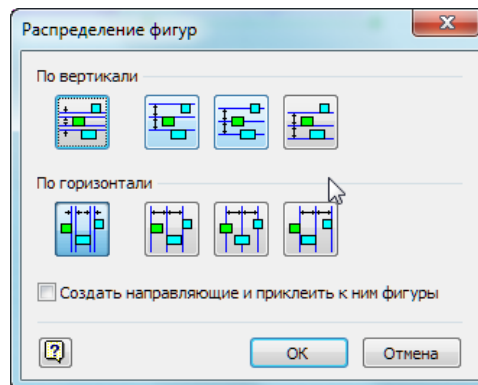 Распределение фигур
По вертикали
По горизонтали
Создать направляющие и приклеить к ним фигуры
ОК
Отмена